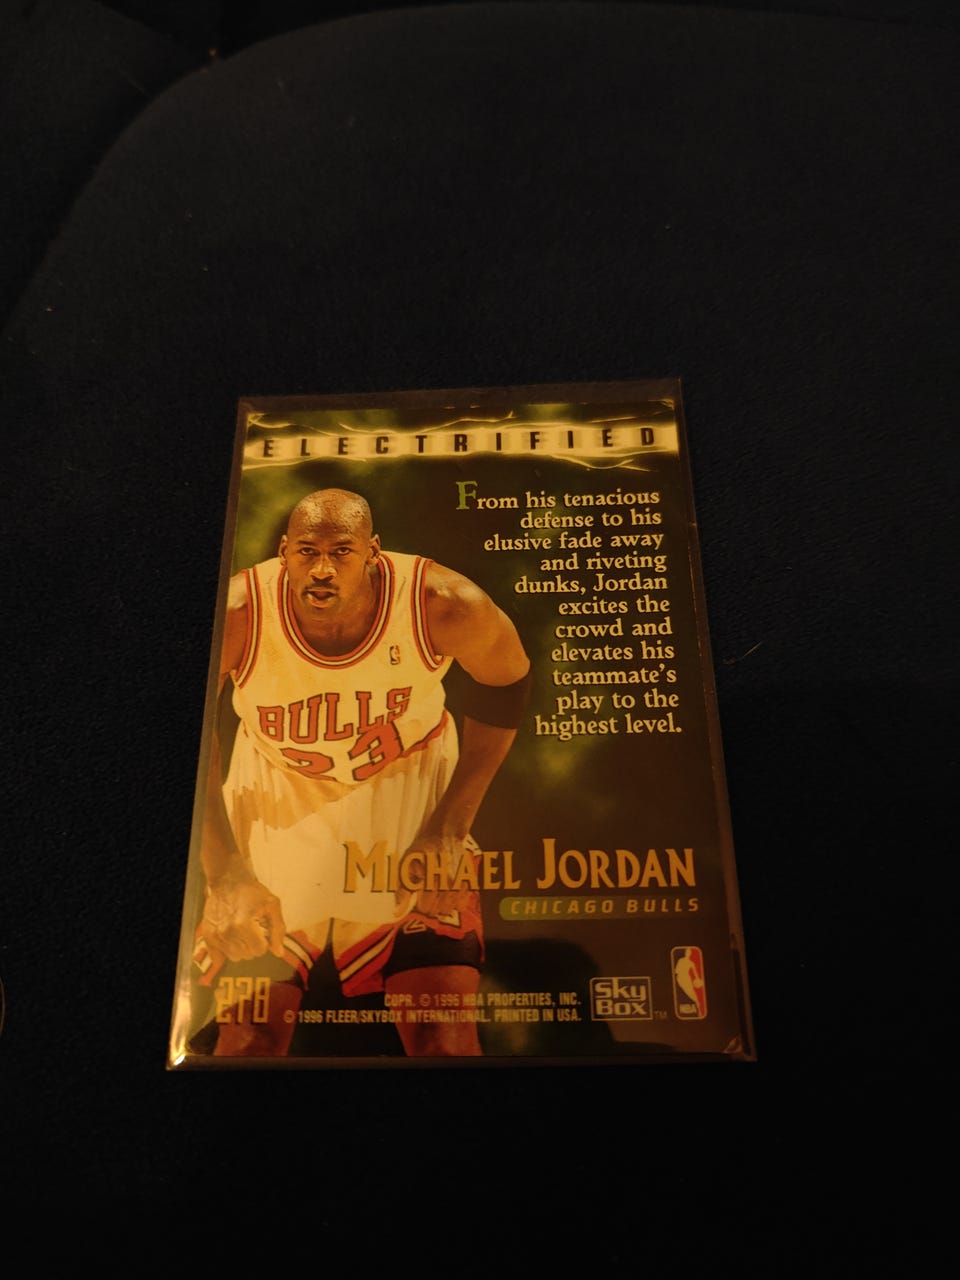 ELECTRIFIED
From his tenacious
defense to his
elusive fade away
and riveting
dunks, Jordan
excites the
crowd and
elevates his
teammate's
play to the
highest level.
BULLS
23
MICHAEL JORDAN
CHICAGO BULLS
278
COPR. © 1996 NBA PROPERTIES, INC.
© 1996 FLEER/SKYBOX INTERNATIONAL. PRINTED IN USA.
Sky
Box TM
NBA